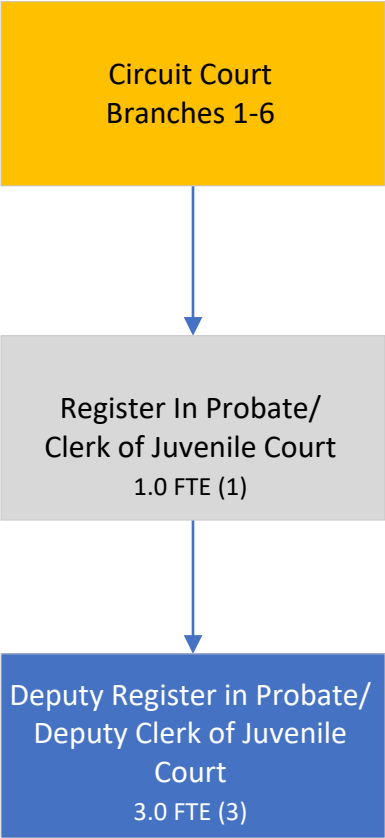 Circuit Court
Branches 1-6
Register In Probate/
Clerk of Juvenile Court
1.0 FTE (1)
Deputy Register in Probate/
Deputy Clerk of Juvenile
Court
3.0 FTE (3)